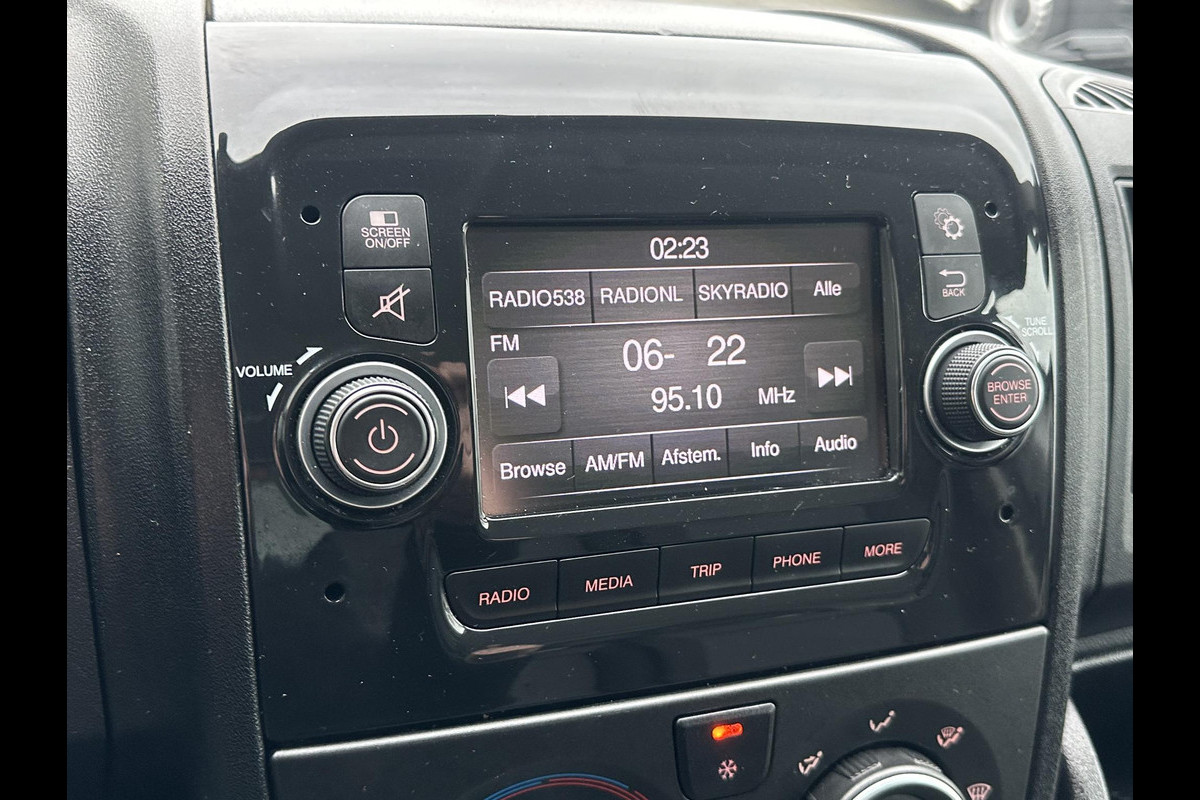 SCREEN
ON/OFF
02:23
RADIO538 RADIONL SKYRADIO Alle
BACK
TUNE
SCROLL
VOLUME
FM
06- 22
95.10 MHz
BROWSE
ENTER
Browse AM/FM Afstem. Info Audio
RADIO MEDIA TRIP PHONE MORE